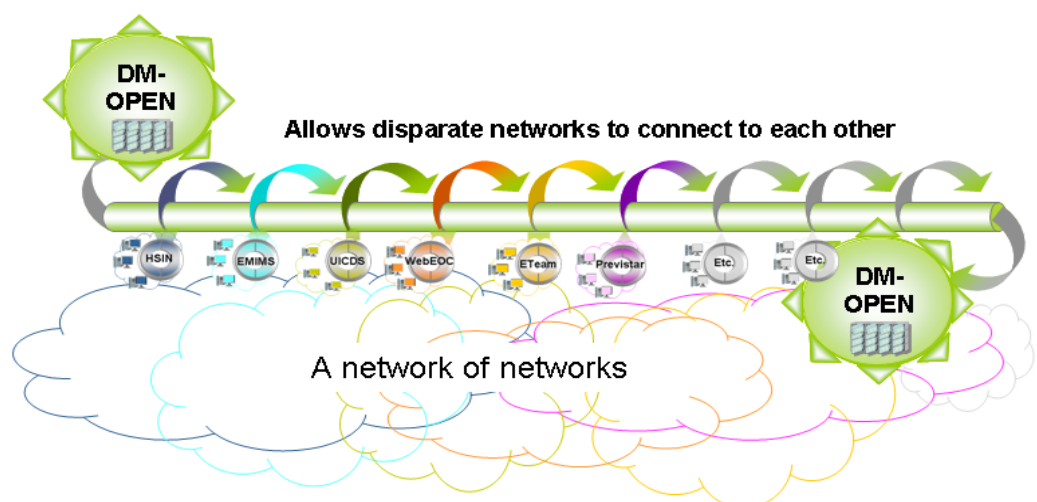 DM-
OPEN
Allows disparate networks to connect to each other
HSIN
EMIMS
UICDS
WebEOC
ETeam
Previstar
Etc.
Etc.
DM-
OPEN
A network of networks